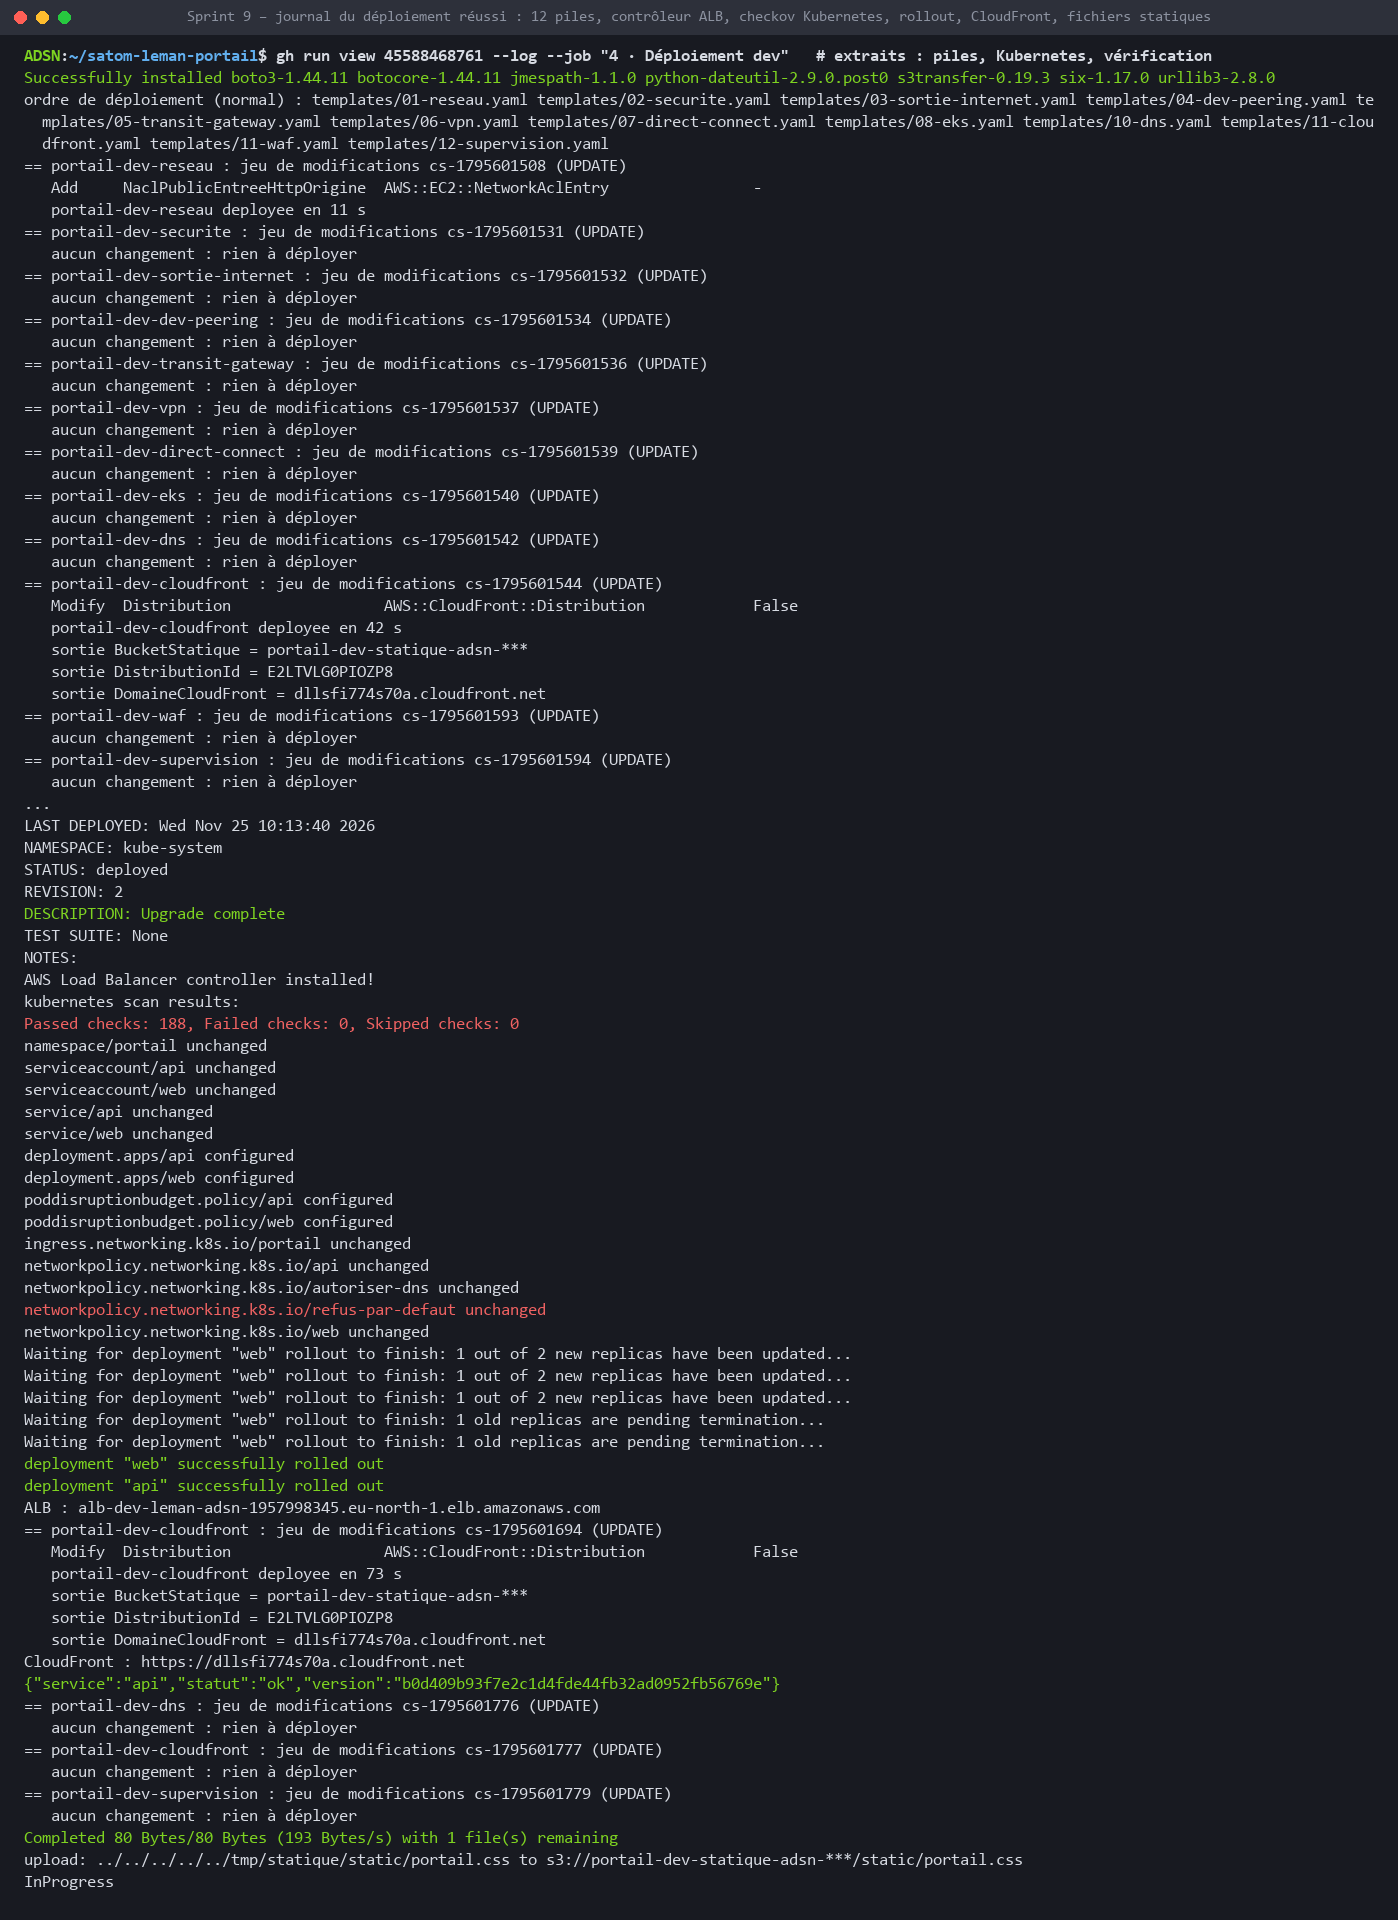 Sprint 9 – journal du déploiement réussi : 12 piles, contrôleur ALB, checkov Kubernetes, rollout, CloudFront, fichiers statiques
ADSN:~/satom-leman-portail$ gh run view 45588468761 --log --job "4 · Déploiement dev"   # extraits : piles, Kubernetes, vérification
Successfully installed boto3-1.44.11 botocore-1.44.11 jmespath-1.1.0 python-dateutil-2.9.0.post0 s3transfer-0.19.3 six-1.17.0 urllib3-2.8.0
ordre de déploiement (normal) : templates/01-reseau.yaml templates/02-securite.yaml templates/03-sortie-internet.yaml templates/04-dev-peering.yaml te
mplates/05-transit-gateway.yaml templates/06-vpn.yaml templates/07-direct-connect.yaml templates/08-eks.yaml templates/10-dns.yaml templates/11-clou
dfront.yaml templates/11-waf.yaml templates/12-supervision.yaml
== portail-dev-reseau : jeu de modifications cs-1795601508 (UPDATE)
Add     NaclPublicEntreeHttpOrigine  AWS::EC2::NetworkAclEntry                 -
portail-dev-reseau deployee en 11 s
== portail-dev-securite : jeu de modifications cs-1795601531 (UPDATE)
aucun changement : rien à déployer
== portail-dev-sortie-internet : jeu de modifications cs-1795601532 (UPDATE)
aucun changement : rien à déployer
== portail-dev-dev-peering : jeu de modifications cs-1795601534 (UPDATE)
aucun changement : rien à déployer
== portail-dev-transit-gateway : jeu de modifications cs-1795601536 (UPDATE)
aucun changement : rien à déployer
== portail-dev-vpn : jeu de modifications cs-1795601537 (UPDATE)
aucun changement : rien à déployer
== portail-dev-direct-connect : jeu de modifications cs-1795601539 (UPDATE)
aucun changement : rien à déployer
== portail-dev-eks : jeu de modifications cs-1795601540 (UPDATE)
aucun changement : rien à déployer
== portail-dev-dns : jeu de modifications cs-1795601542 (UPDATE)
aucun changement : rien à déployer
== portail-dev-cloudfront : jeu de modifications cs-1795601544 (UPDATE)
Modify  Distribution                 AWS::CloudFront::Distribution            False
portail-dev-cloudfront deployee en 42 s
sortie BucketStatique = portail-dev-statique-adsn-***
sortie DistributionId = E2LTVLG0PIOZP8
sortie DomaineCloudFront = dllsfi774s70a.cloudfront.net
== portail-dev-waf : jeu de modifications cs-1795601593 (UPDATE)
aucun changement : rien à déployer
== portail-dev-supervision : jeu de modifications cs-1795601594 (UPDATE)
aucun changement : rien à déployer
...
LAST DEPLOYED: Wed Nov 25 10:13:40 2026
NAMESPACE: kube-system
STATUS: deployed
REVISION: 2
DESCRIPTION: Upgrade complete
TEST SUITE: None
NOTES:
AWS Load Balancer controller installed!
kubernetes scan results:
Passed checks: 188, Failed checks: 0, Skipped checks: 0
namespace/portail unchanged
serviceaccount/api unchanged
serviceaccount/web unchanged
service/api unchanged
service/web unchanged
deployment.apps/api configured
deployment.apps/web configured
poddisruptionbudget.policy/api configured
poddisruptionbudget.policy/web configured
ingress.networking.k8s.io/portail unchanged
networkpolicy.networking.k8s.io/api unchanged
networkpolicy.networking.k8s.io/autoriser-dns unchanged
networkpolicy.networking.k8s.io/refus-par-defaut unchanged
networkpolicy.networking.k8s.io/web unchanged
Waiting for deployment "web" rollout to finish: 1 out of 2 new replicas have been updated...
Waiting for deployment "web" rollout to finish: 1 out of 2 new replicas have been updated...
Waiting for deployment "web" rollout to finish: 1 out of 2 new replicas have been updated...
Waiting for deployment "web" rollout to finish: 1 old replicas are pending termination...
Waiting for deployment "web" rollout to finish: 1 old replicas are pending termination...
deployment "web" successfully rolled out
deployment "api" successfully rolled out
ALB : alb-dev-leman-adsn-1957998345.eu-north-1.elb.amazonaws.com
== portail-dev-cloudfront : jeu de modifications cs-1795601694 (UPDATE)
Modify  Distribution                 AWS::CloudFront::Distribution            False
portail-dev-cloudfront deployee en 73 s
sortie BucketStatique = portail-dev-statique-adsn-***
sortie DistributionId = E2LTVLG0PIOZP8
sortie DomaineCloudFront = dllsfi774s70a.cloudfront.net
CloudFront : https://dllsfi774s70a.cloudfront.net
{"service":"api","statut":"ok","version":"b0d409b93f7e2c1d4fde44fb32ad0952fb56769e"}
== portail-dev-dns : jeu de modifications cs-1795601776 (UPDATE)
aucun changement : rien à déployer
== portail-dev-cloudfront : jeu de modifications cs-1795601777 (UPDATE)
aucun changement : rien à déployer
== portail-dev-supervision : jeu de modifications cs-1795601779 (UPDATE)
aucun changement : rien à déployer
Completed 80 Bytes/80 Bytes (193 Bytes/s) with 1 file(s) remaining
upload: ../../../../../tmp/statique/static/portail.css to s3://portail-dev-statique-adsn-***/static/portail.css
InProgress